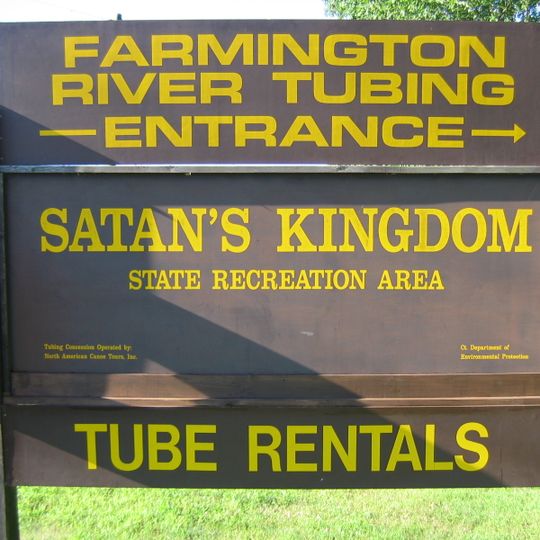 FARMINGTON
RIVER TUBING
ENTRANCE
SATAN'S KINGDOM
STATE RECREATION AREA
Tubing Concession Operated by:
North American Canoe Tours, Inc.
Ct. Department of
Environmental Protection
TUBE RENTALS